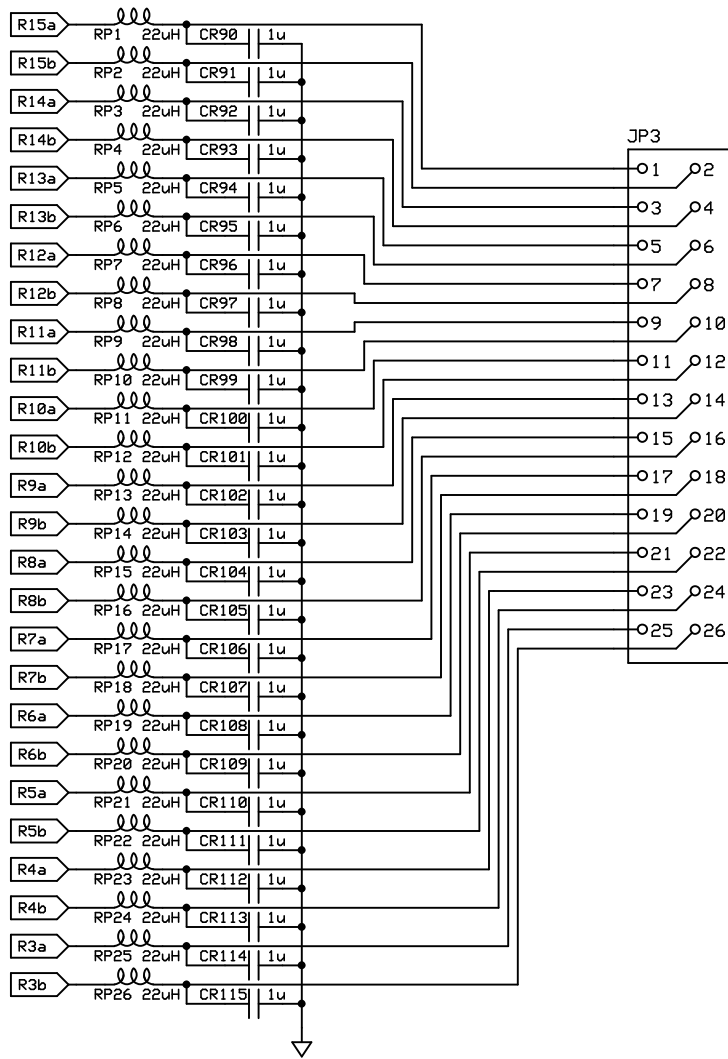 R15a RP1 22uH CR90 1u
R15b RP2 22uH CR91 1u
R14a RP3 22uH CR92 1u
R14b RP4 22uH CR93 1u
R13a RP5 22uH CR94 1u
R13b RP6 22uH CR95 1u
R12a RP7 22uH CR96 1u
R12b RP8 22uH CR97 1u
R11a RP9 22uH CR98 1u
R11b RP10 22uH CR99 1u
R10a RP11 22uH CR100 1u
R10b RP12 22uH CR101 1u
R9a RP13 22uH CR102 1u
R9b RP14 22uH CR103 1u
R8a RP15 22uH CR104 1u
R8b RP16 22uH CR105 1u
R7a RP17 22uH CR106 1u
R7b RP18 22uH CR107 1u
R6a RP19 22uH CR108 1u
R6b RP20 22uH CR109 1u
R5a RP21 22uH CR110 1u
R5b RP22 22uH CR111 1u
R4a RP23 22uH CR112 1u
R4b RP24 22uH CR113 1u
R3a RP25 22uH CR114 1u
R3b RP26 22uH CR115 1u
JP3
1 2
3 4
5 6
7 8
9 10
11 12
13 14
15 16
17 18
19 20
21 22
23 24
25 26